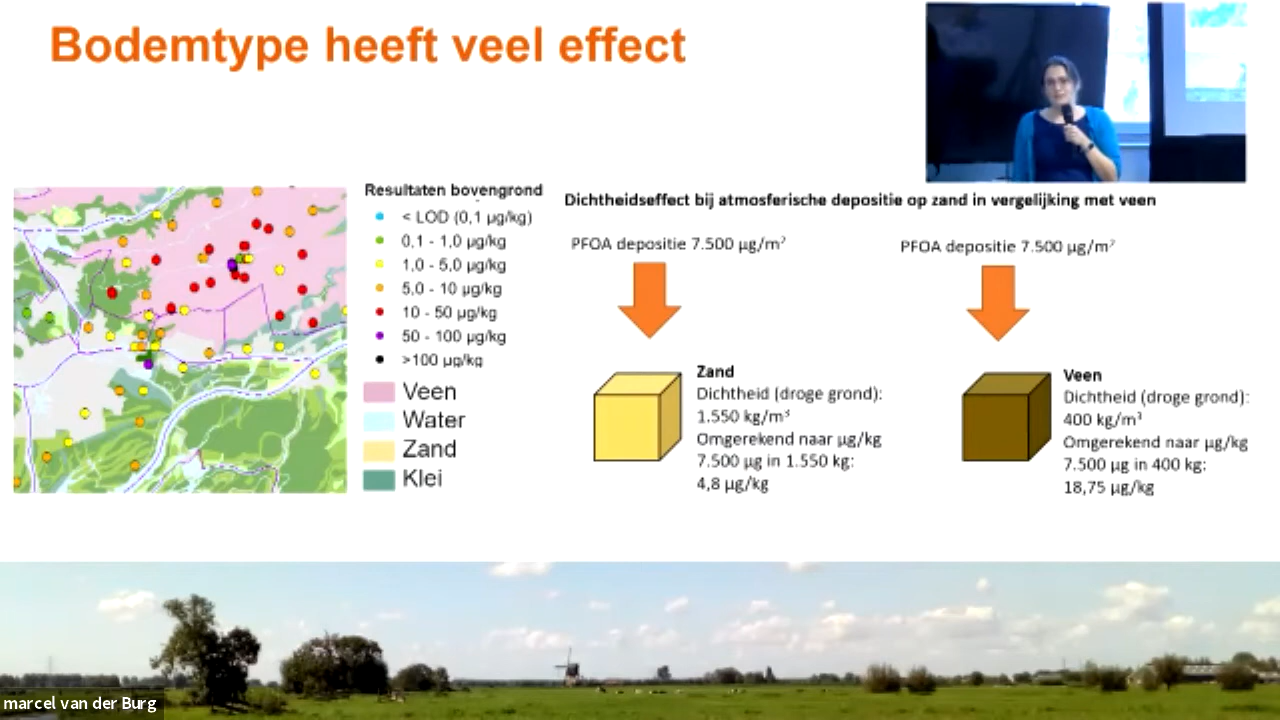 Bodemtype heeft veel effect
Resultaten bovengrond
< LOD (0,1 µg/kg)
0,1 - 1,0 µg/kg
1,0 - 5,0 µg/kg
5,0 - 10 µg/kg
10 - 50 µg/kg
50 - 100 µg/kg
>100 µg/kg
Veen
Water
Zand
Klei
Dichtheidseffect bij atmosferische depositie op zand in vergelijking met veen
PFOA depositie 7.500 µg/m²
Zand
Dichtheid (droge grond):
1.550 kg/m³
Omgerekend naar µg/kg
7.500 µg in 1.550 kg:
4,8 µg/kg
PFOA depositie 7.500 µg/m²
Veen
Dichtheid (droge grond):
400 kg/m³
Omgerekend naar µg/kg
7.500 µg in 400 kg:
18,75 µg/kg
marcel van der Burg